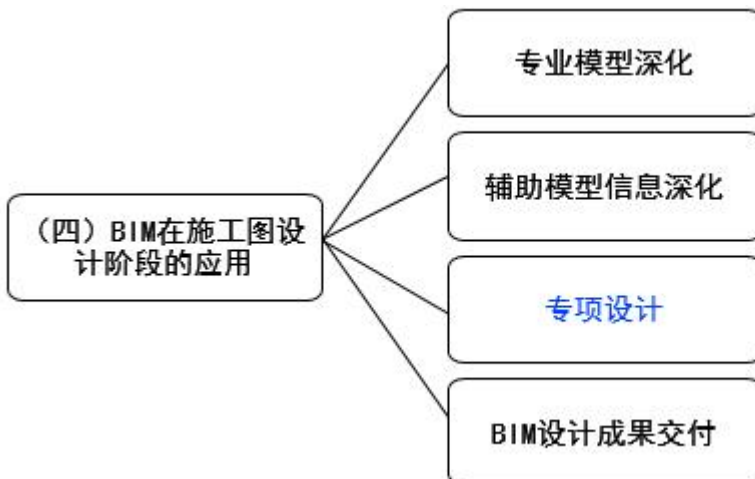 专业模型深化
辅助模型信息深化
（四）BIM在施工图设
计阶段的应用
专项设计
BIM设计成果交付